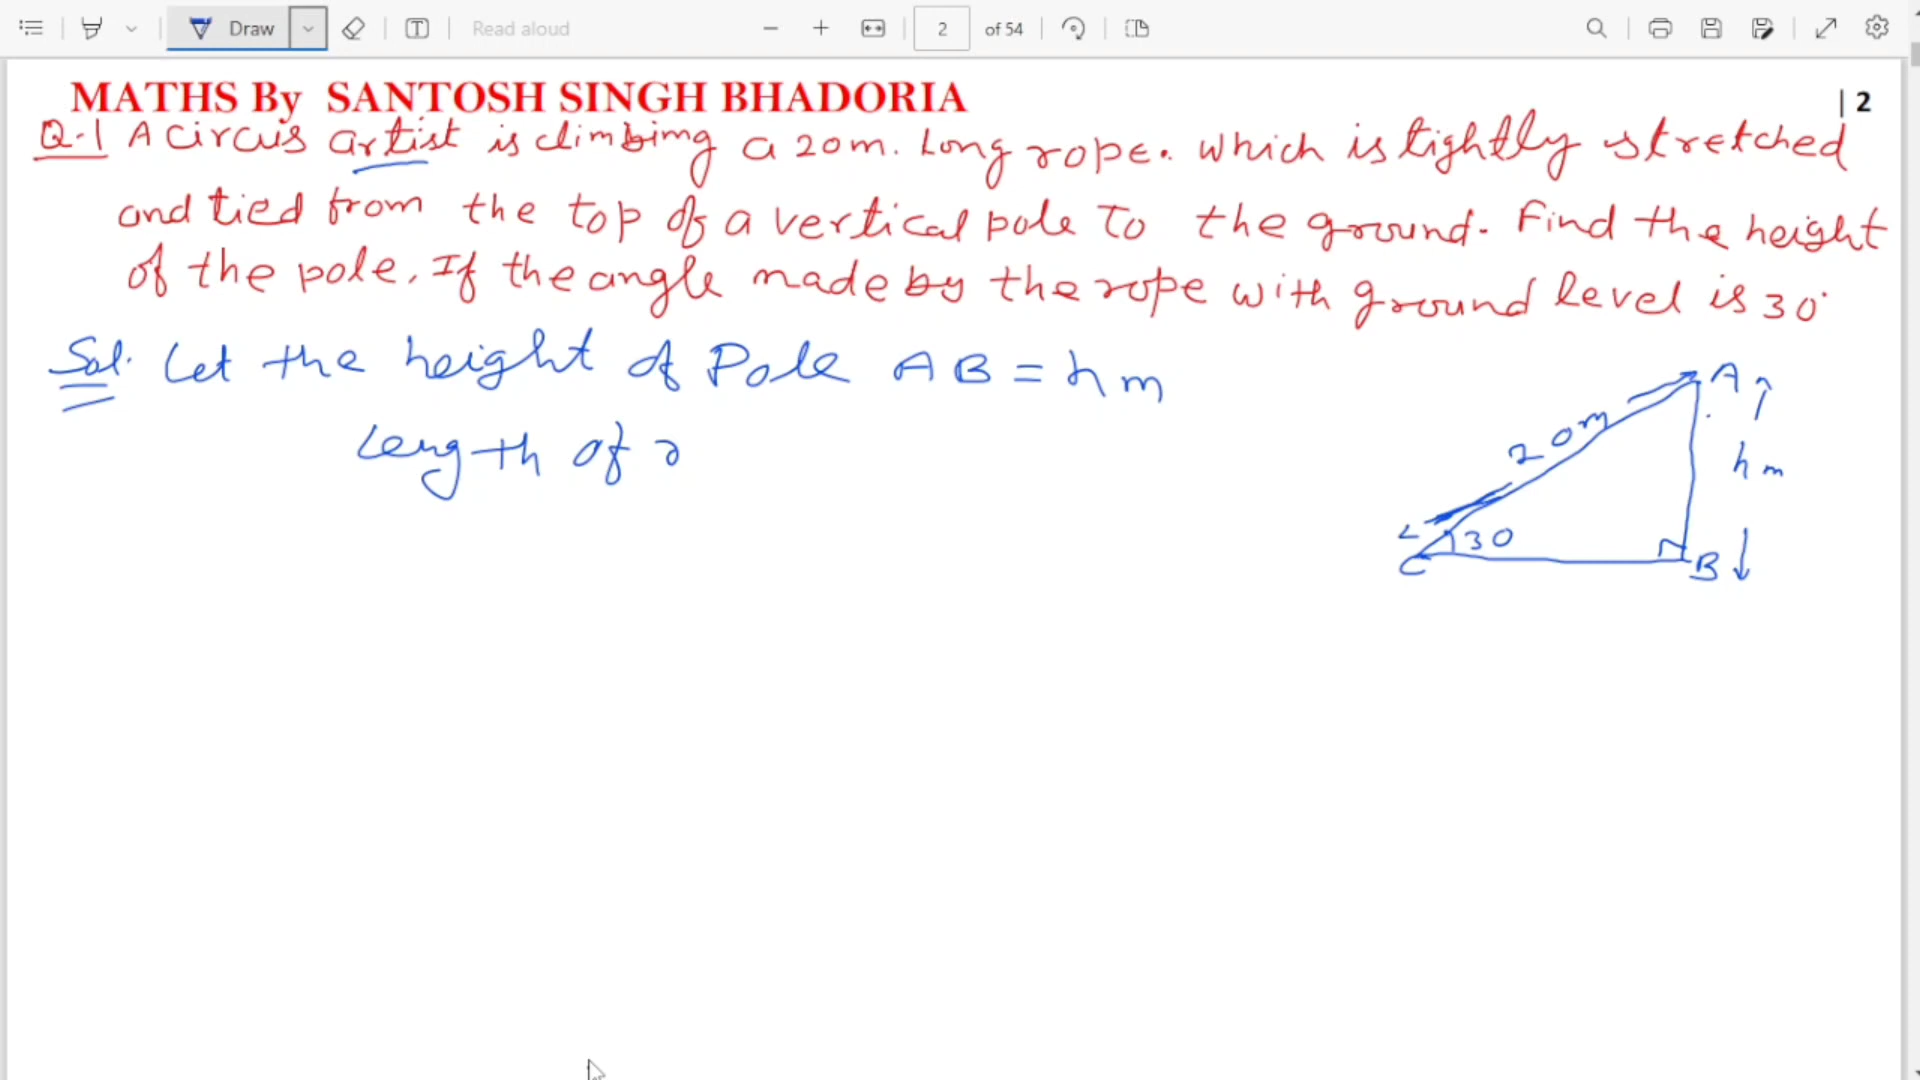 Draw
Read aloud
2 of 54
MATHS By SANTOSH SINGH BHADORIA
| 2
Q-1 A circus artist is climbimg a 20m. Long rope. which is tightly stretched
and tied from the top of a vertical pole To the ground. Find the height
of the pole. If the angle made by the rope with ground level is 30°
Sol. Let the height of Pole AB = h m
Length of r
A
20m
h m
30
C
B